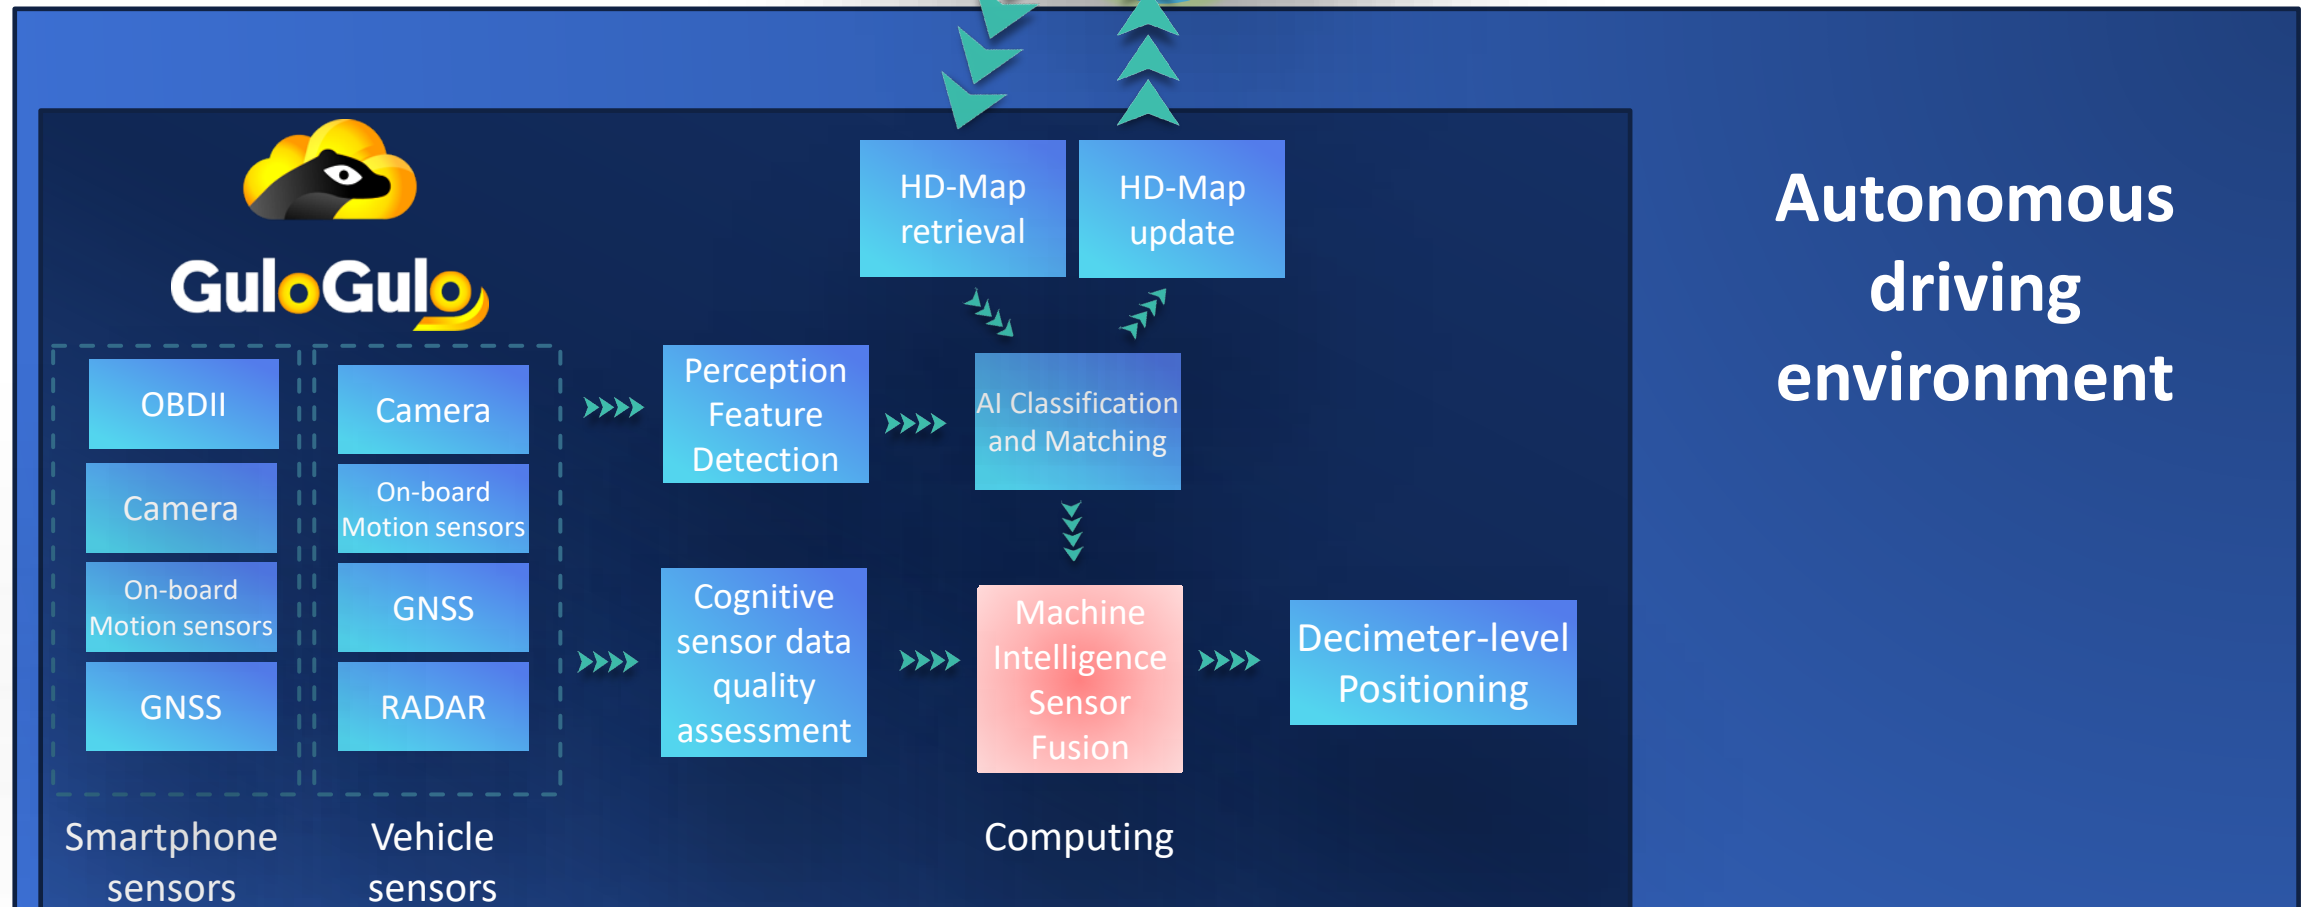 GuloGulo
HD-Map
retrieval
HD-Map
update
Autonomous
driving
environment
OBDII
Camera
On-board
Motion sensors
GNSS
Smartphone
sensors
Camera
On-board
Motion sensors
GNSS
RADAR
Vehicle
sensors
Perception
Feature
Detection
AI Classification
and Matching
Cognitive
sensor data
quality
assessment
Machine
Intelligence
Sensor
Fusion
Decimeter-level
Positioning
Computing